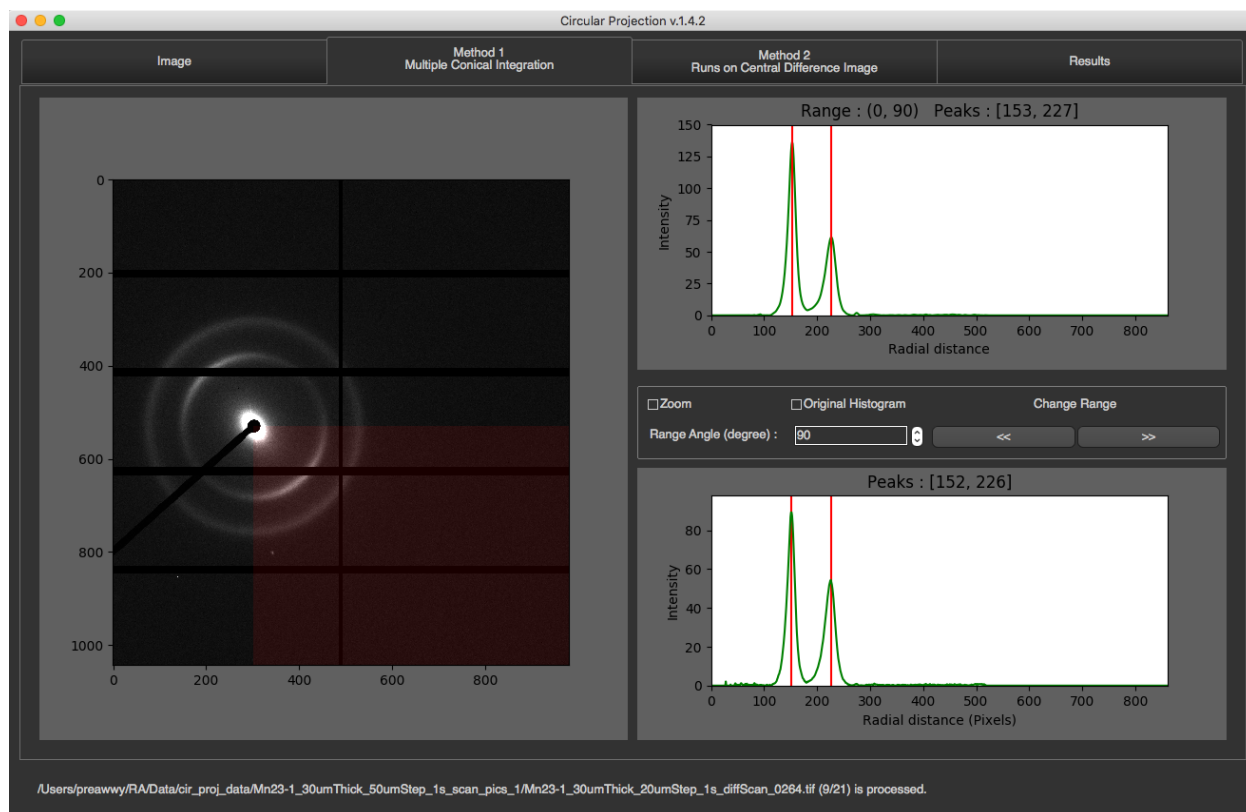 Circular Projection v.1.4.2
Image
Method 1
Multiple Conical Integration
Method 2
Runs on Central Difference Image
Results
0
200
400
600
800
1000
0 200 400 600 800
Range : (0, 90) Peaks : [153, 227]
150
125
100
75
50
25
0
Intensity
0 100 200 300 400 500 600 700 800
Radial distance
Zoom
Original Histogram
Change Range
Range Angle (degree) :
90
<<
>>
Peaks : [152, 226]
80
60
40
20
0
Intensity
0 100 200 300 400 500 600 700 800
Radial distance (Pixels)
/Users/preawwy/RA/Data/cir_proj_data/Mn23-1_30umThick_50umStep_1s_scan_pics_1/Mn23-1_30umThick_20umStep_1s_diffScan_0264.tif (9/21) is processed.